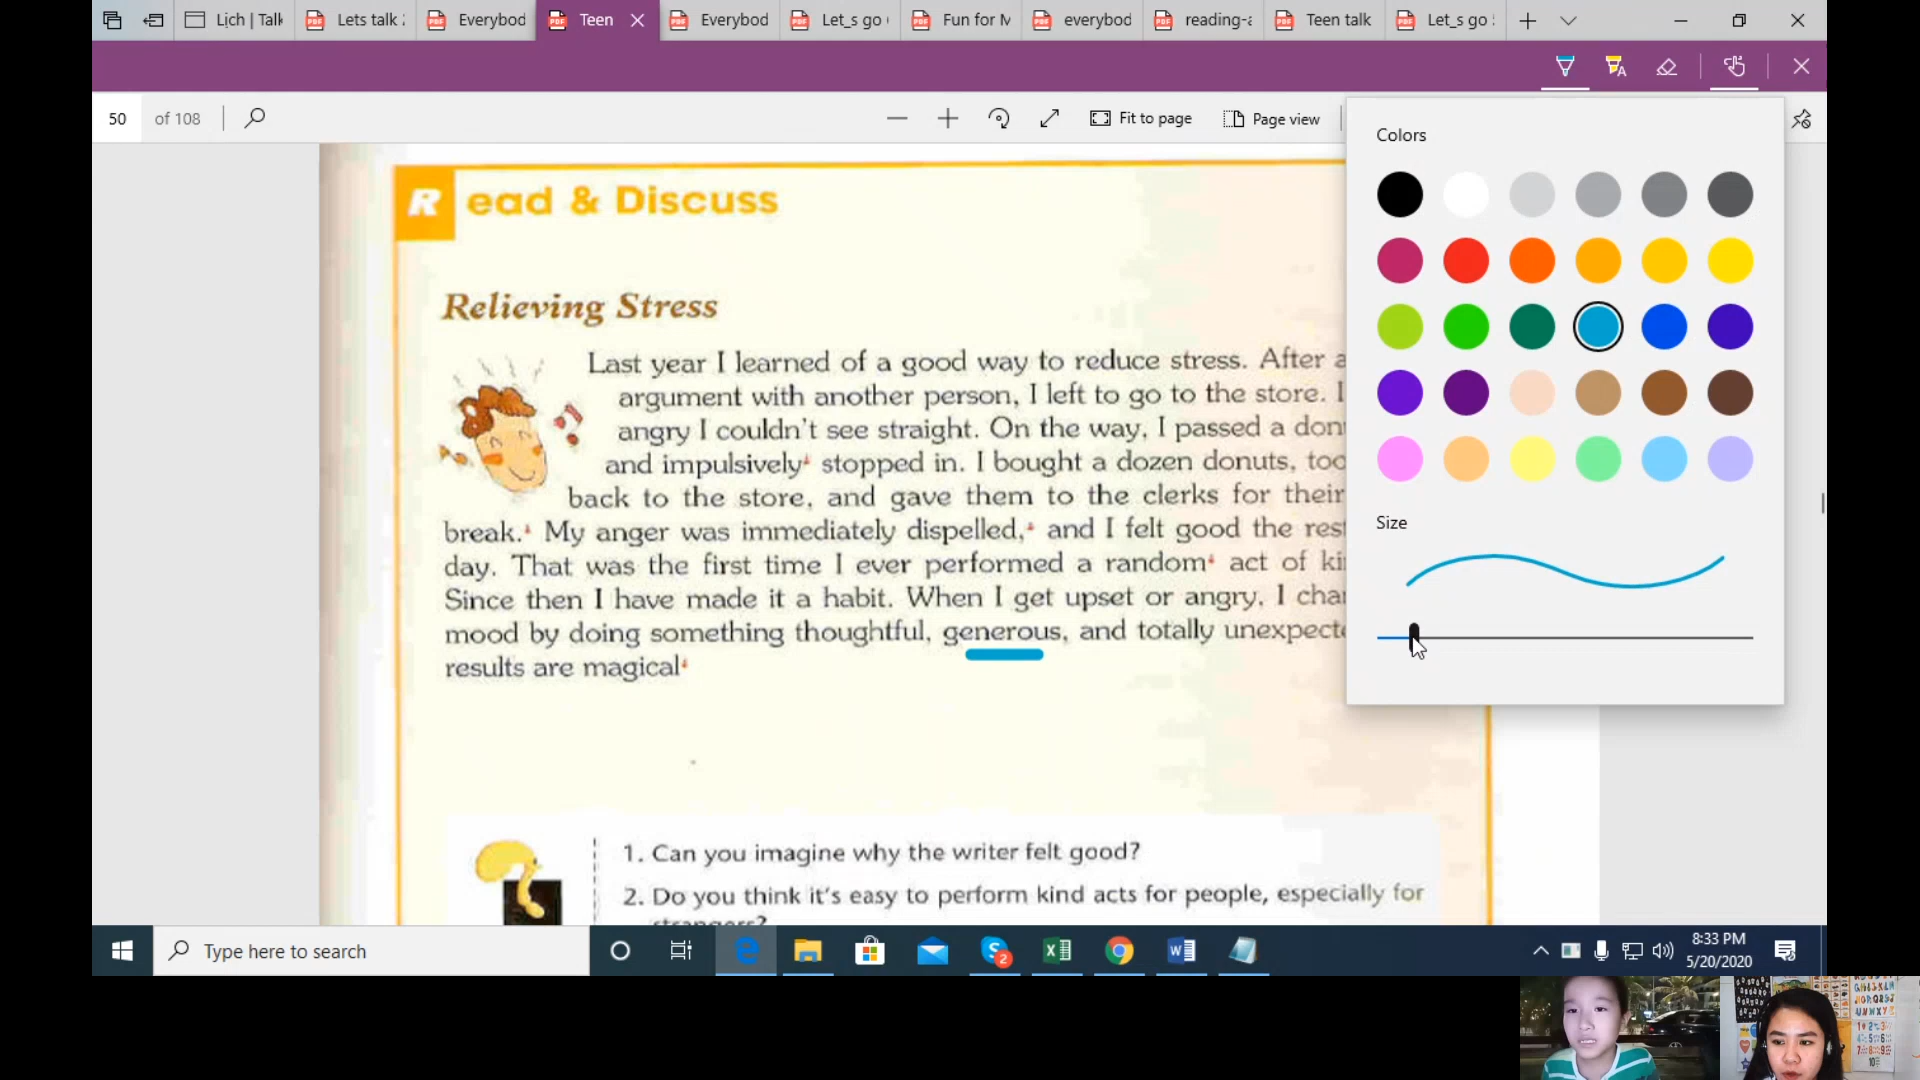 Lịch | Talk
Lets talk
Everybod
Teen
Everybod
Let_s go
Fun for M
everybod
reading-a
Teen talk
Let_s go
50 of 108
Fit to page
Page view
Colors
Size
Read & Discuss
Relieving Stress
Last year I learned of a good way to reduce stress. After a
argument with another person, I left to go to the store. I
angry I couldn't see straight. On the way, I passed a don
and impulsively stopped in. I bought a dozen donuts, too
back to the store, and gave them to the clerks for their
break. My anger was immediately dispelled, and I felt good the res
day. That was the first time I ever performed a random act of ki
Since then I have made it a habit. When I get upset or angry, I cha
mood by doing something thoughtful, generous, and totally unexpect
results are magical
1. Can you imagine why the writer felt good?
2. Do you think it's easy to perform kind acts for people, especially for
strangers?
Type here to search
2
8:33 PM
5/20/2020